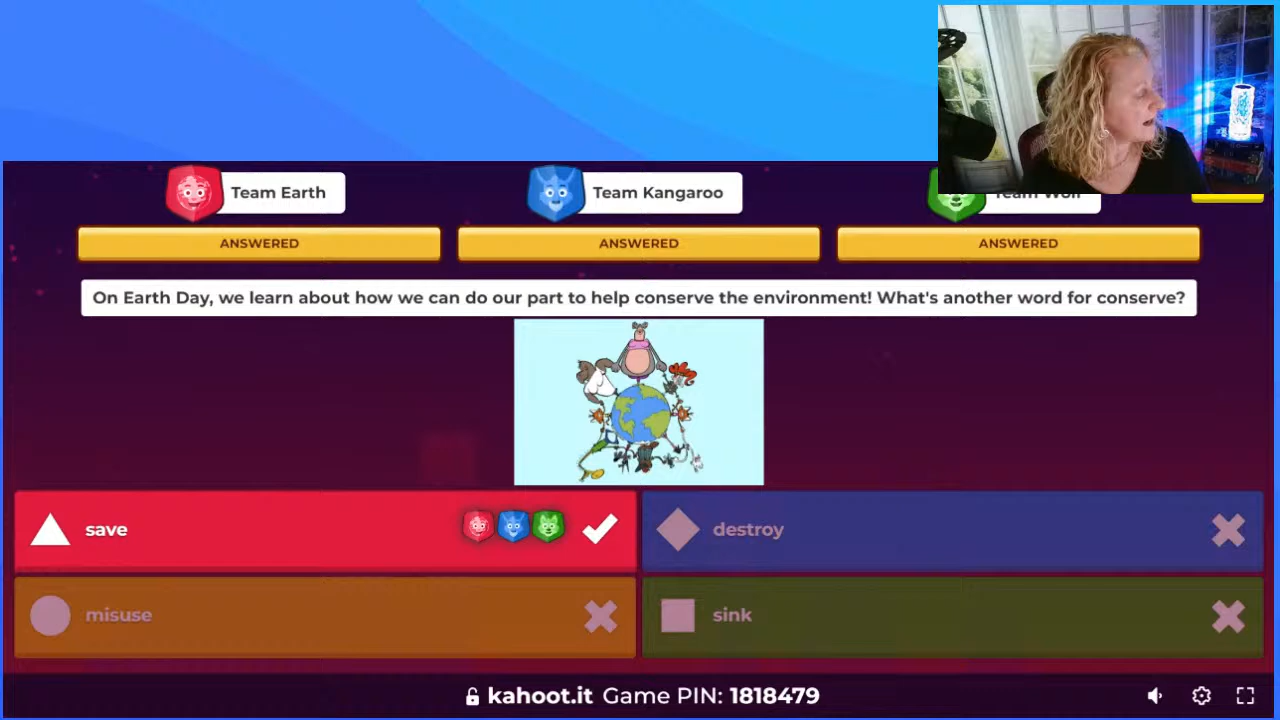 Team Earth
Team Kangaroo
Team Wolf
ANSWERED
ANSWERED
ANSWERED
On Earth Day, we learn about how we can do our part to help conserve the environment! What's another word for conserve?
save
destroy
misuse
sink
kahoot.it Game PIN: 1818479